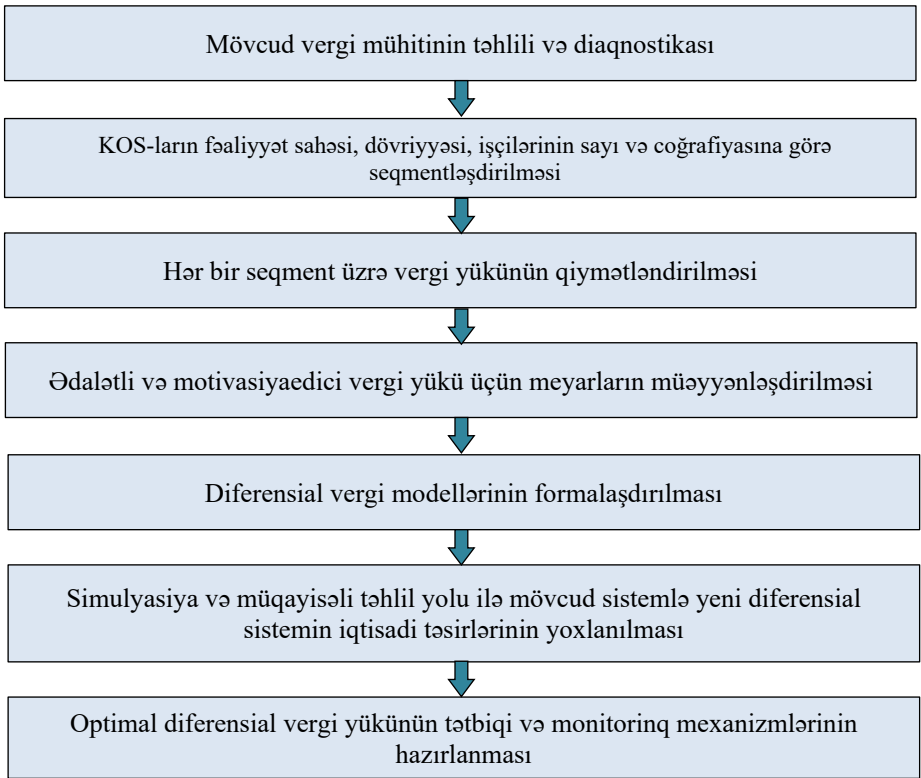 Mövcud vergi mühitinin təhlili və diaqnostikası
KOS-ların fəaliyyət sahəsi, dövriyyəsi, işçilərinin sayı və coğrafiyasına görə
seqmentləşdirilməsi
Hər bir seqment üzrə vergi yükünün qiymətləndirilməsi
Ədalətli və motivasiyaedici vergi yükü üçün meyarların müəyyənləşdirilməsi
Diferensial vergi modellərinin formalaşdırılması
Simulyasiya və müqayisəli təhlil yolu ilə mövcud sistemlə yeni diferensial
sistemin iqtisadi təsirlərinin yoxlanılması
Optimal diferensial vergi yükünün tətbiqi və monitorinq mexanizmlərinin
hazırlanması